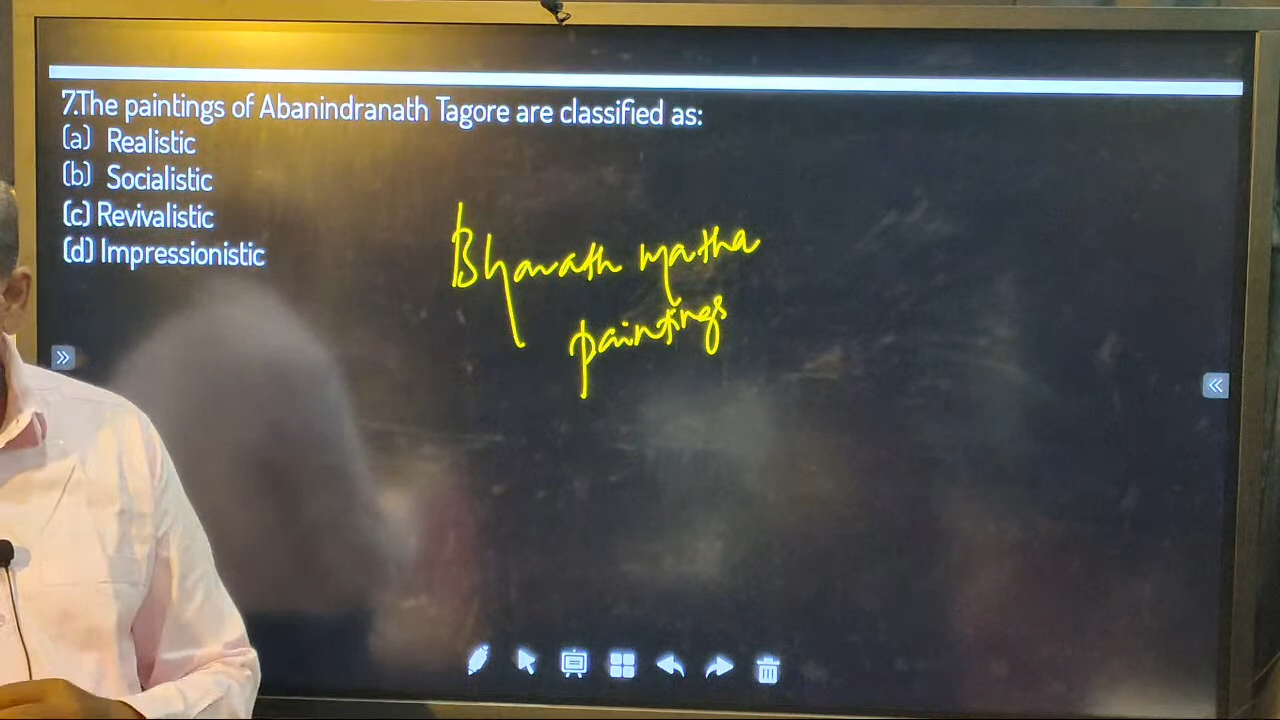 7.The paintings of Abanindranath Tagore are classified as:
(a) Realistic
(b) Socialistic
(c) Revivalistic
(d) Impressionistic
Bharath matha
paintings